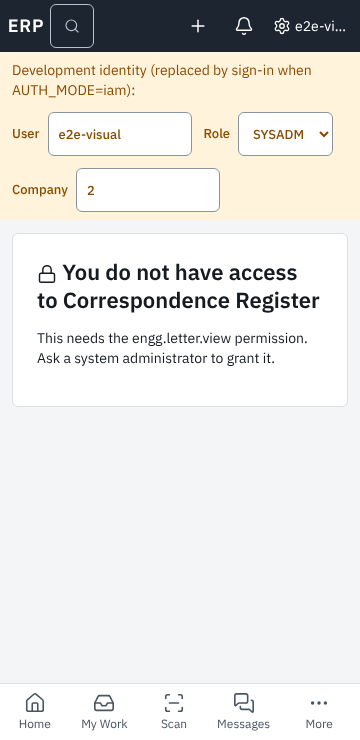 ERP
e2e-vi...
Development identity (replaced by sign-in when
AUTH_MODE=iam):
User e2e-visual Role SYSADM
Company 2
You do not have access
to Correspondence Register
This needs the engg.letter.view permission.
Ask a system administrator to grant it.
Home My Work Scan Messages More